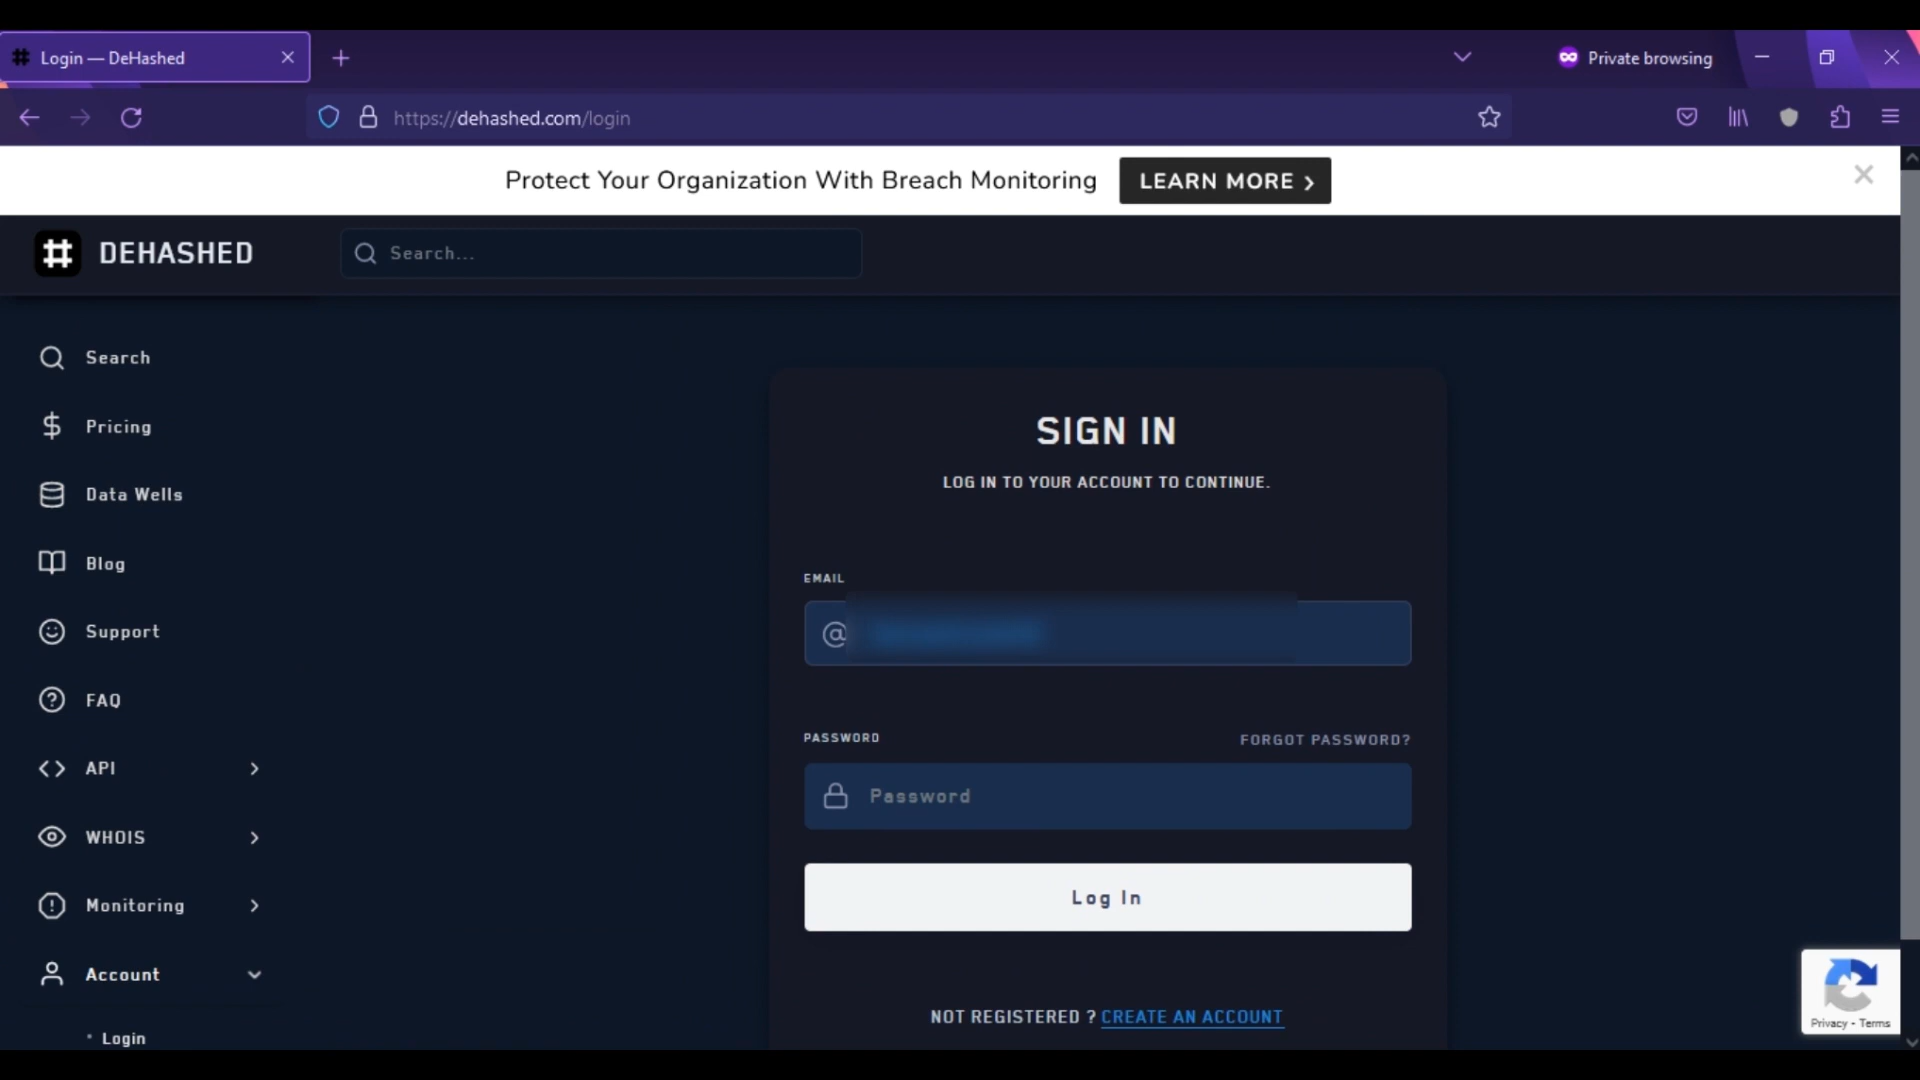 Login — DeHashed
Private browsing
https://dehashed.com/login
Protect Your Organization With Breach Monitoring
LEARN MORE >
DEHASHED
Search...
Search
Pricing
Data Wells
Blog
Support
FAQ
API
WHOIS
Monitoring
Account
Login
SIGN IN
LOG IN TO YOUR ACCOUNT TO CONTINUE.
EMAIL
@
PASSWORD
FORGOT PASSWORD?
Password
Log In
NOT REGISTERED ? CREATE AN ACCOUNT
Privacy - Terms